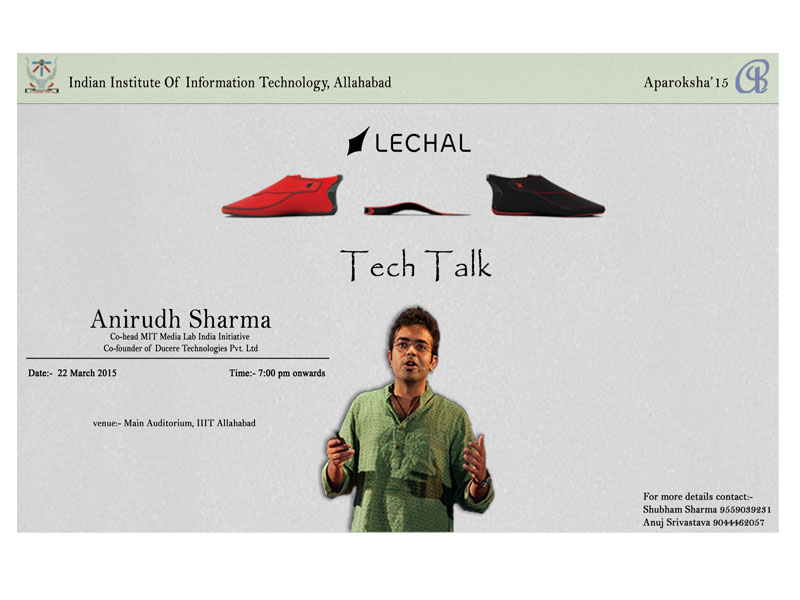 Indian Institute Of Information Technology, Allahabad
Aparoksha'15
LECHAL
Tech Talk
Anirudh Sharma
Co-head MIT Media Lab India Initiative
Co-founder of Ducere Technologies Pvt. Ltd
Date:- 22 March 2015
Time:- 7:00 pm onwards
venue:- Main Auditorium, IIIT Allahabad
For more details contact:-
Shubham Sharma 9559039231
Anuj Srivastava 9044462057